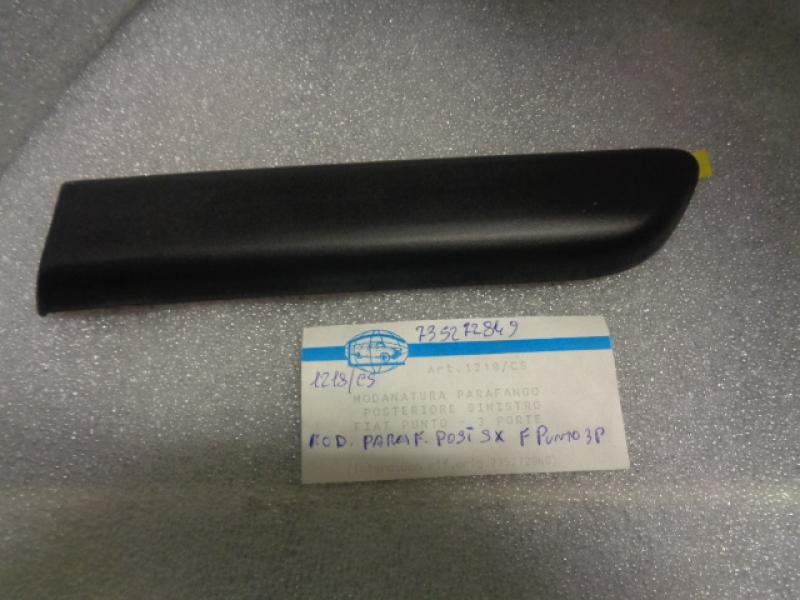 735272849
Art.1218/CS
1218/CS
MODANATURA PARAFANGO
POSTERIORE SINISTRO
FIAT PUNTO - 3 PORTE
MOD. PARAF. POST SX F PUNTO 3P